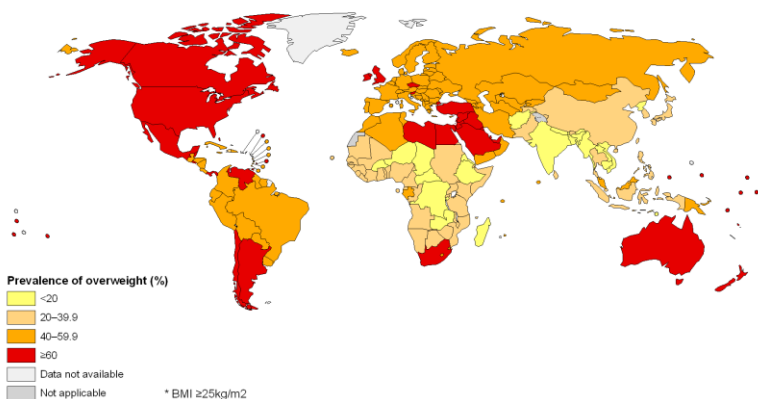 Prevalence of overweight (%)
<20
20–39.9
40–59.9
≥60
Data not available
Not applicable
* BMI ≥25kg/m2